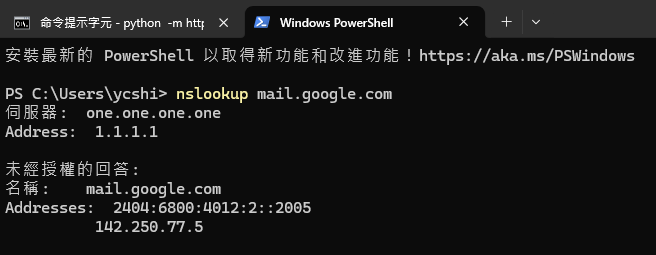 命令提示字元 - python -m htt
Windows PowerShell
安裝最新的 PowerShell 以取得新功能和改進功能！https://aka.ms/PSWindows
PS C:\Users\ycshi> nslookup mail.google.com
伺服器:  one.one.one.one
Address:  1.1.1.1
未經授權的回答:
名稱:    mail.google.com
Addresses:  2404:6800:4012:2::2005
          142.250.77.5